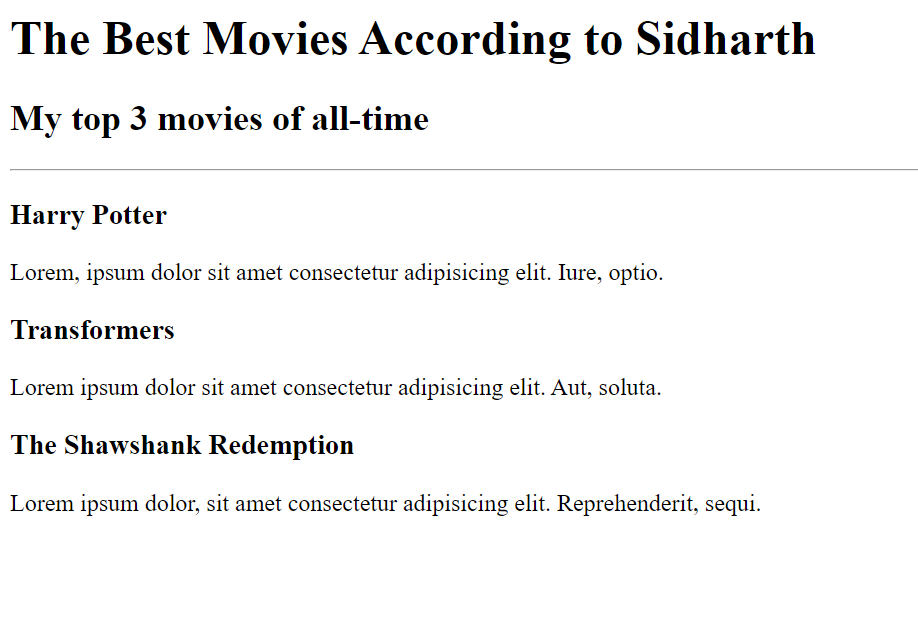 The Best Movies According to Sidharth
My top 3 movies of all-time
Harry Potter
Lorem, ipsum dolor sit amet consectetur adipisicing elit. Iure, optio.
Transformers
Lorem ipsum dolor sit amet consectetur adipisicing elit. Aut, soluta.
The Shawshank Redemption
Lorem ipsum dolor, sit amet consectetur adipisicing elit. Reprehenderit, sequi.